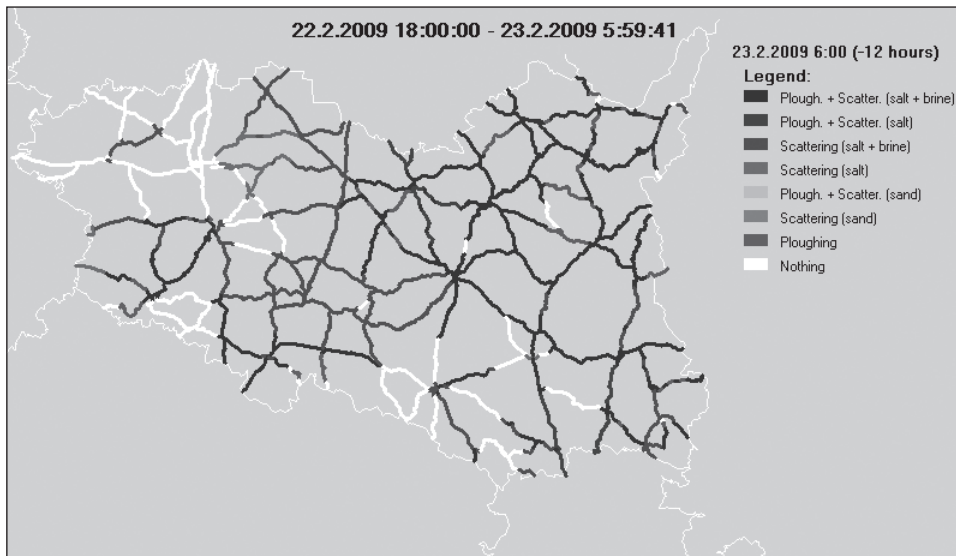 22.2.2009 18:00:00 - 23.2.2009 5:59:41
23.2.2009 6:00 (-12 hours)
Legend:
Plough. + Scatter. (salt + brine)
Plough. + Scatter. (salt)
Scattering (salt + brine)
Scattering (salt)
Plough. + Scatter. (sand)
Scattering (sand)
Ploughing
Nothing